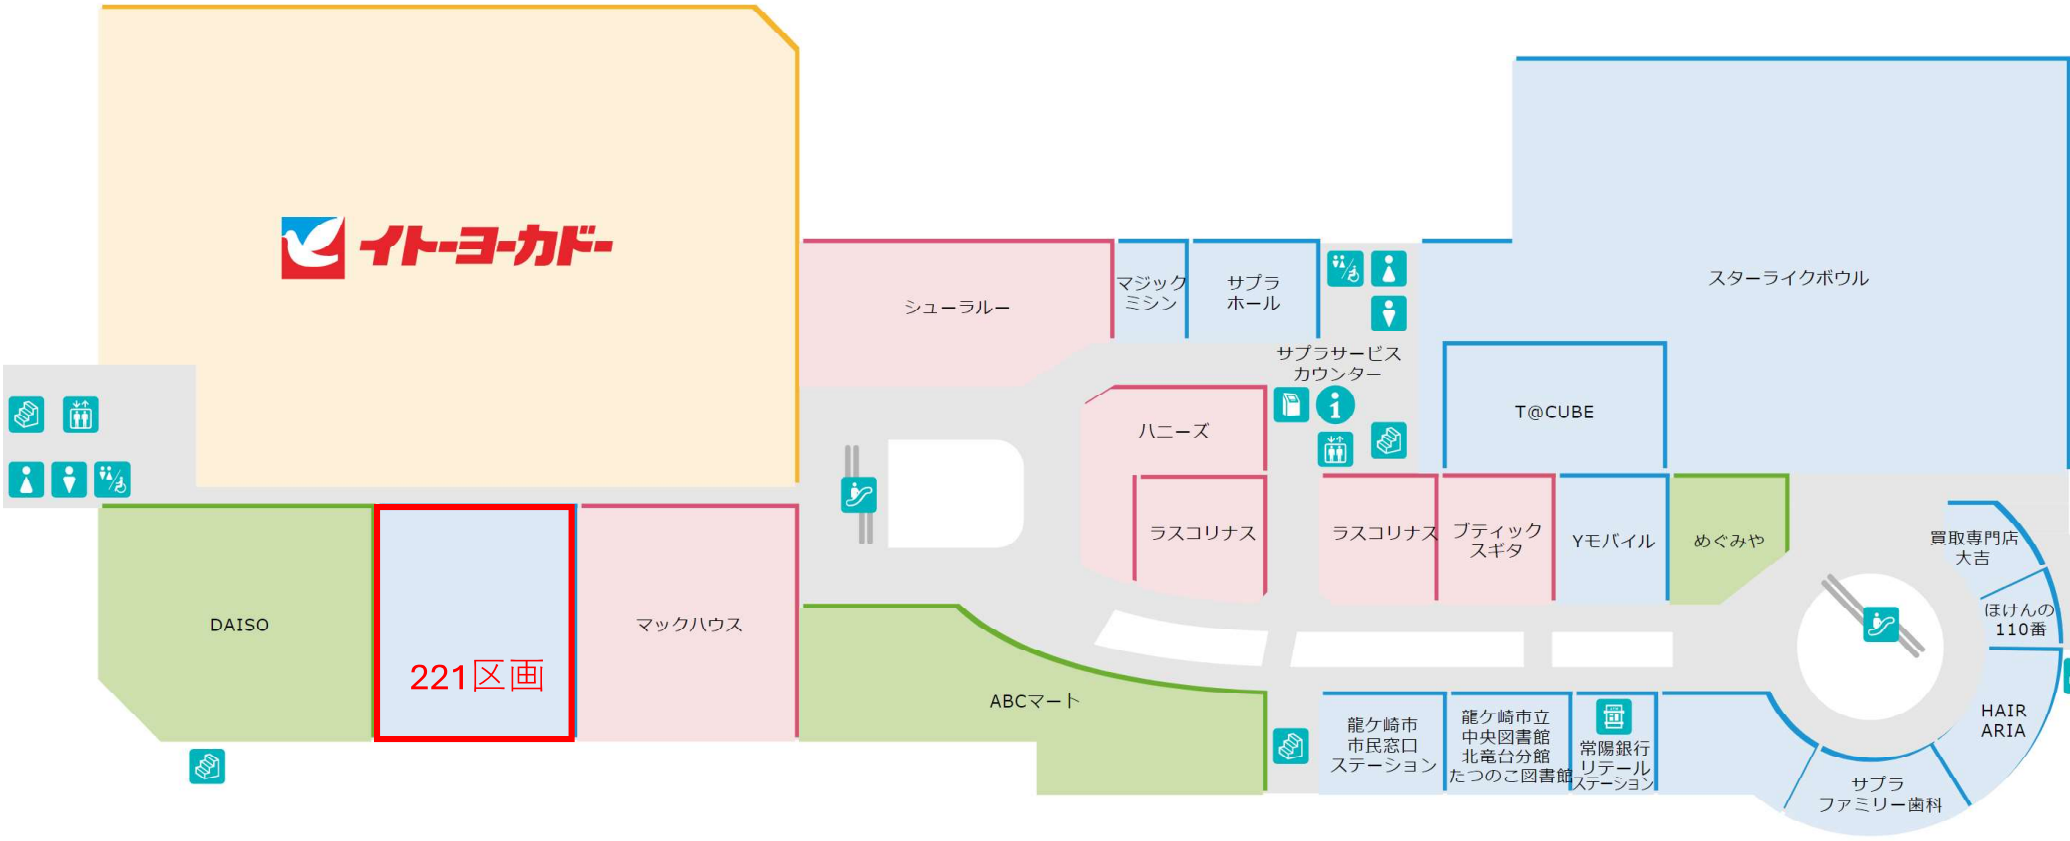 イトーヨーカドー
シューラルー
マジック
ミシン
サプラ
ホール
スターライクボウル
サプラサービス
カウンター
T@CUBE
ハニーズ
ラスコリナス
ラスコリナス
ブティック
スギタ
Yモバイル
めぐみや
買取専門店
大吉
ほけんの
110番
HAIR
ARIA
DAISO
221区画
マックハウス
ABCマート
龍ケ崎市
市民窓口
ステーション
龍ケ崎市立
中央図書館
北竜台分館
たつのこ図書館
常陽銀行
リテール
ステーション
サプラ
ファミリー歯科